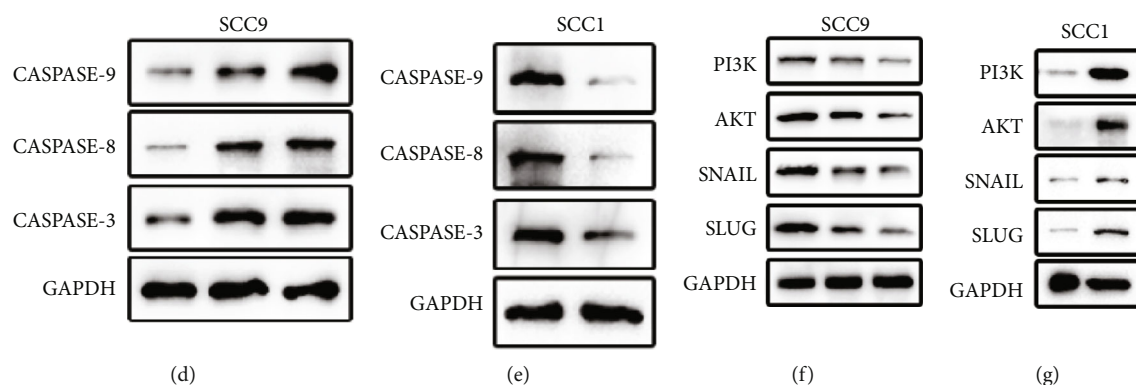 SCC9
CASPASE-9
CASPASE-8
CASPASE-3
GAPDH
(d)
SCC1
CASPASE-9
CASPASE-8
CASPASE-3
GAPDH
(e)
SCC9
PI3K
AKT
SNAIL
SLUG
GAPDH
(f)
SCC1
PI3K
AKT
SNAIL
SLUG
GAPDH
(g)